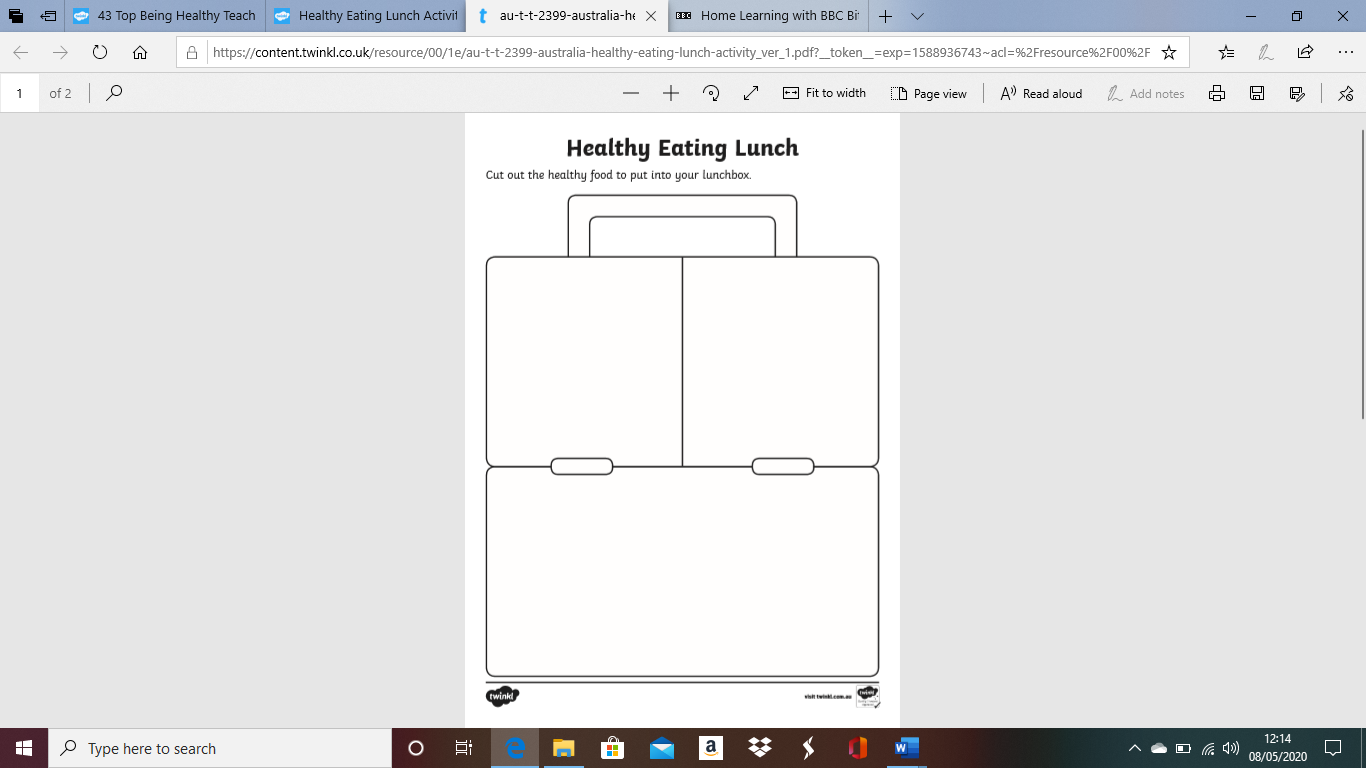 43 Top Being Healthy Teach
Healthy Eating Lunch Activit
au-t-t-2399-australia-he
BBC
Home Learning with BBC Bi
https://content.twinkl.co.uk/resource/00/1e/au-t-t-2399-australia-healthy-eating-lunch-activity_ver_1.pdf?__token__=exp=1588936743~acl=%2Fresource%2F00%2F
1 of 2
Fit to width
Page view
Read aloud
Add notes
Healthy Eating Lunch
Cut out the healthy food to put into your lunchbox.
twinkl
visit twinkl.com.au
twinkl
Type here to search
12:14
08/05/2020